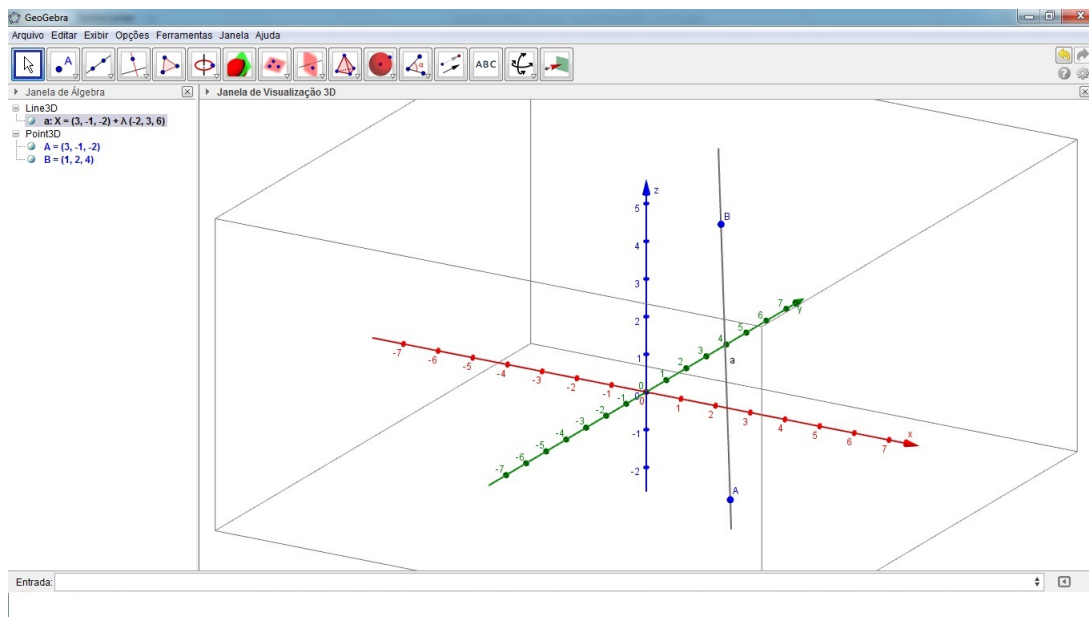 GeoGebra
Arquivo Editar Exibir Opções Ferramentas Janela Ajuda
A
α
ABC
Janela de Álgebra
Janela de Visualização 3D
Line3D
a: X = (3, -1, -2) + λ (-2, 3, 6)
Point3D
A = (3, -1, -2)
B = (1, 2, 4)
z
5
4
3
2
1
0
-1
-2
B
a
A
y
7
6
5
4
3
2
1
0
-1
-2
-3
-4
-5
-6
-7
-7
-6
-5
-4
-3
-2
-1
0
1
2
3
4
5
6
7
x
Entrada: